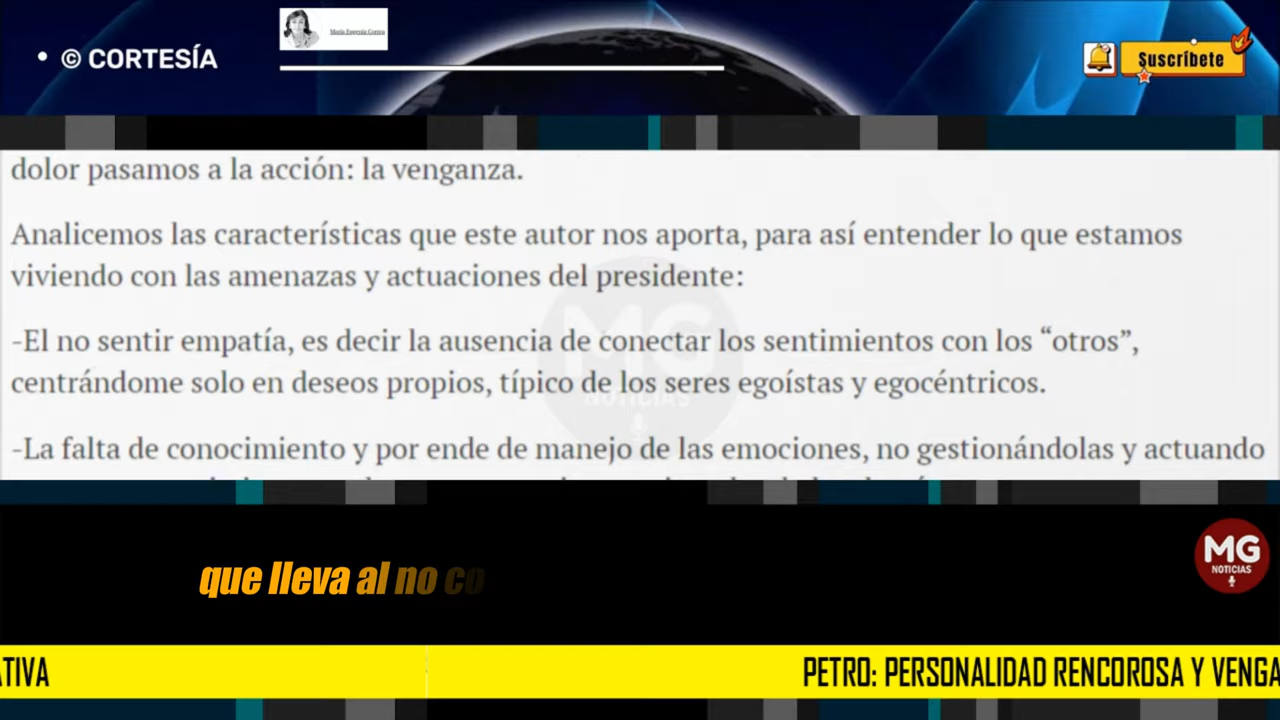 • © CORTESÍA
María Eugenia Correa
Suscríbete
dolor pasamos a la acción: la venganza.
Analicemos las características que este autor nos aporta, para así entender lo que estamos
viviendo con las amenazas y actuaciones del presidente:
-El no sentir empatía, es decir la ausencia de conectar los sentimientos con los “otros”,
centrándome solo en deseos propios, típico de los seres egoístas y egocéntricos.
-La falta de conocimiento y por ende de manejo de las emociones, no gestionándolas y actuando
MG
NOTICIAS
que lleva al no co
MG
NOTICIAS
ATIVA
PETRO: PERSONALIDAD RENCOROSA Y VENGA